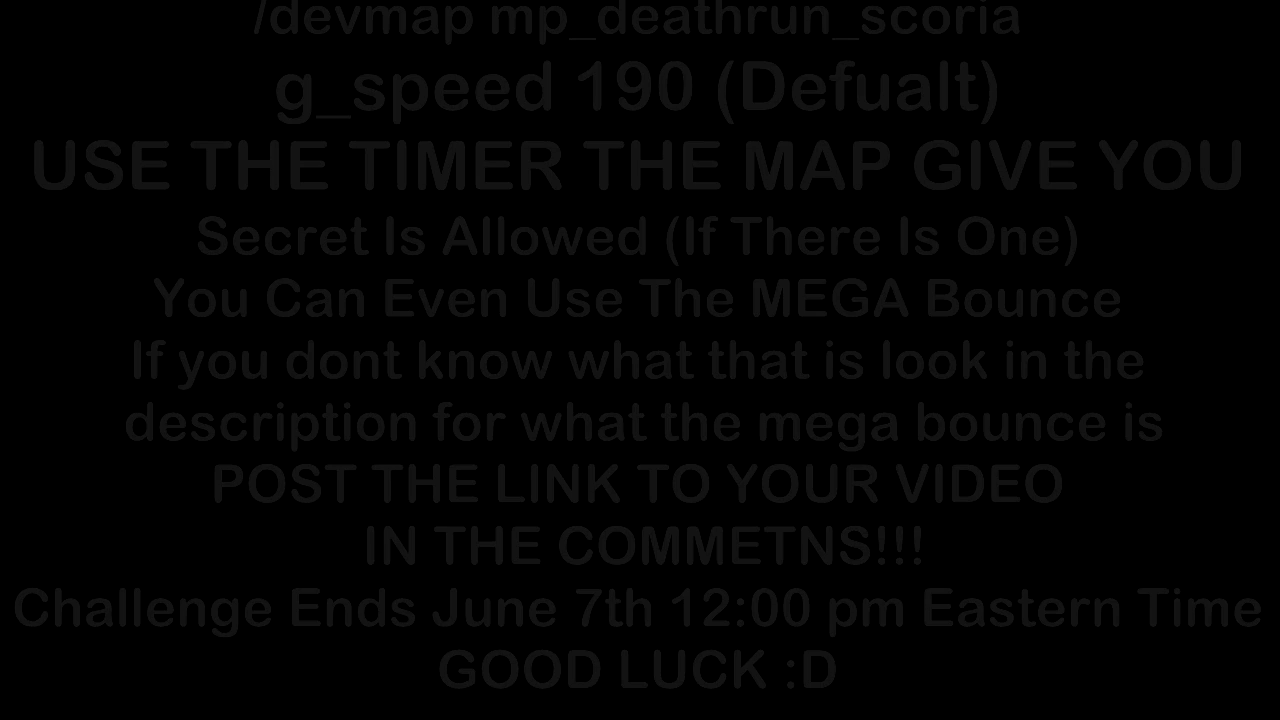 /devmap mp_deathrun_scoria
g_speed 190 (Defualt)
USE THE TIMER THE MAP GIVE YOU
Secret Is Allowed (If There Is One)
You Can Even Use The MEGA Bounce
If you dont know what that is look in the
description for what the mega bounce is
POST THE LINK TO YOUR VIDEO
IN THE COMMETNS!!!
Challenge Ends June 7th 12:00 pm Eastern Time
GOOD LUCK :D